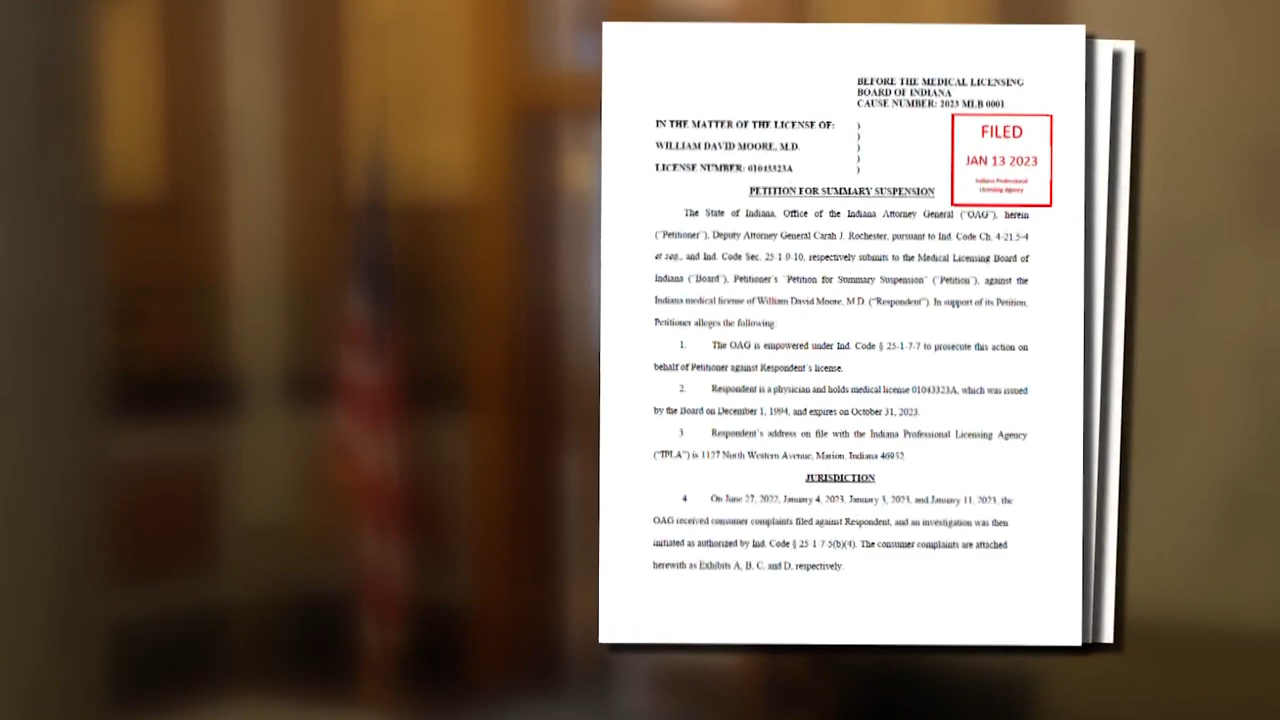 BEFORE THE MEDICAL LICENSING
BOARD OF INDIANA
CAUSE NUMBER: 2023 MLB 0001
IN THE MATTER OF THE LICENSE OF: )
)
WILLIAM DAVID MOORE, M.D. )
)
LICENSE NUMBER: 01043323A )
FILED
JAN 13 2023
Indiana Professional
Licensing Agency
PETITION FOR SUMMARY SUSPENSION
The State of Indiana, Office of the Indiana Attorney General ("OAG"), herein
("Petitioner"), Deputy Attorney General Carah J. Rochester, pursuant to Ind. Code Ch. 4-21.5-4
et seq., and Ind. Code Sec. 25-1-9-10, respectively submits to the Medical Licensing Board of
Indiana ("Board"), Petitioner's "Petition for Summary Suspension" ("Petition"), against the
Indiana medical license of William David Moore, M.D. ("Respondent"). In support of its Petition,
Petitioner alleges the following:
1. The OAG is empowered under Ind. Code § 25-1-7-7 to prosecute this action on
behalf of Petitioner against Respondent's license.
2. Respondent is a physician and holds medical license 01043323A, which was issued
by the Board on December 1, 1994, and expires on October 31, 2023.
3. Respondent's address on file with the Indiana Professional Licensing Agency
("IPLA") is 1127 North Western Avenue, Marion, Indiana 46952.
JURISDICTION
4. On June 27, 2022, January 4, 2023, January 3, 2023, and January 11, 2023, the
OAG received consumer complaints filed against Respondent, and an investigation was then
initiated as authorized by Ind. Code § 25-1-7-5(b)(4). The consumer complaints are attached
herewith as Exhibits A, B, C, and D, respectively.